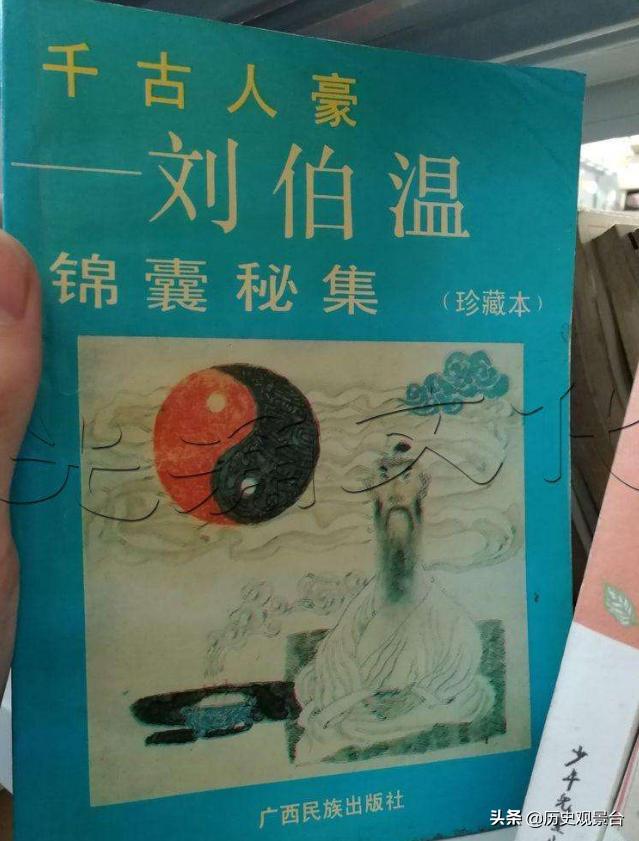 千古人豪
——刘伯温
锦囊秘集
（珍藏本）
广西民族出版社
头条 @历史观景台